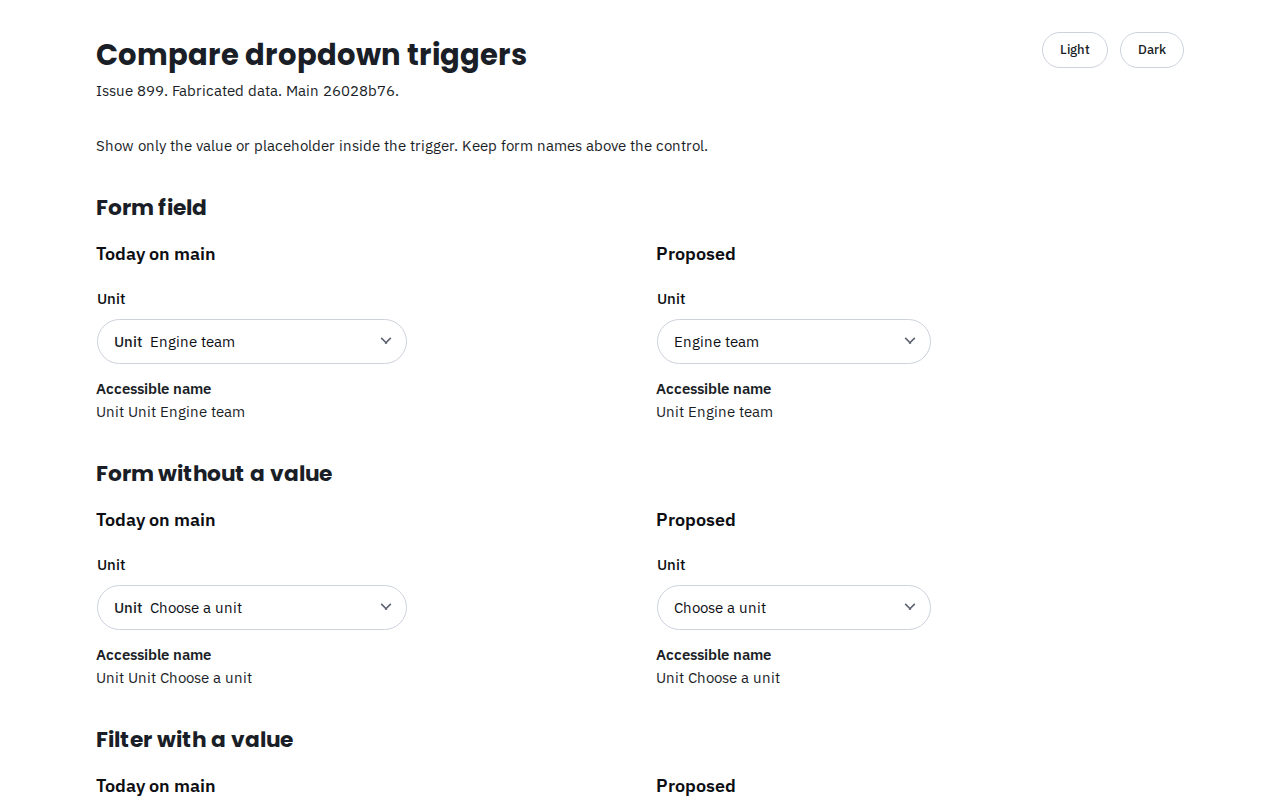 Compare dropdown triggers
Light
Dark
Issue 899. Fabricated data. Main 26028b76.
Show only the value or placeholder inside the trigger. Keep form names above the control.
Form field
Today on main
Proposed
Unit
Unit
Unit Engine team
Engine team
Accessible name
Accessible name
Unit Unit Engine team
Unit Engine team
Form without a value
Today on main
Proposed
Unit
Unit
Unit Choose a unit
Choose a unit
Accessible name
Accessible name
Unit Unit Choose a unit
Unit Choose a unit
Filter with a value
Today on main
Proposed